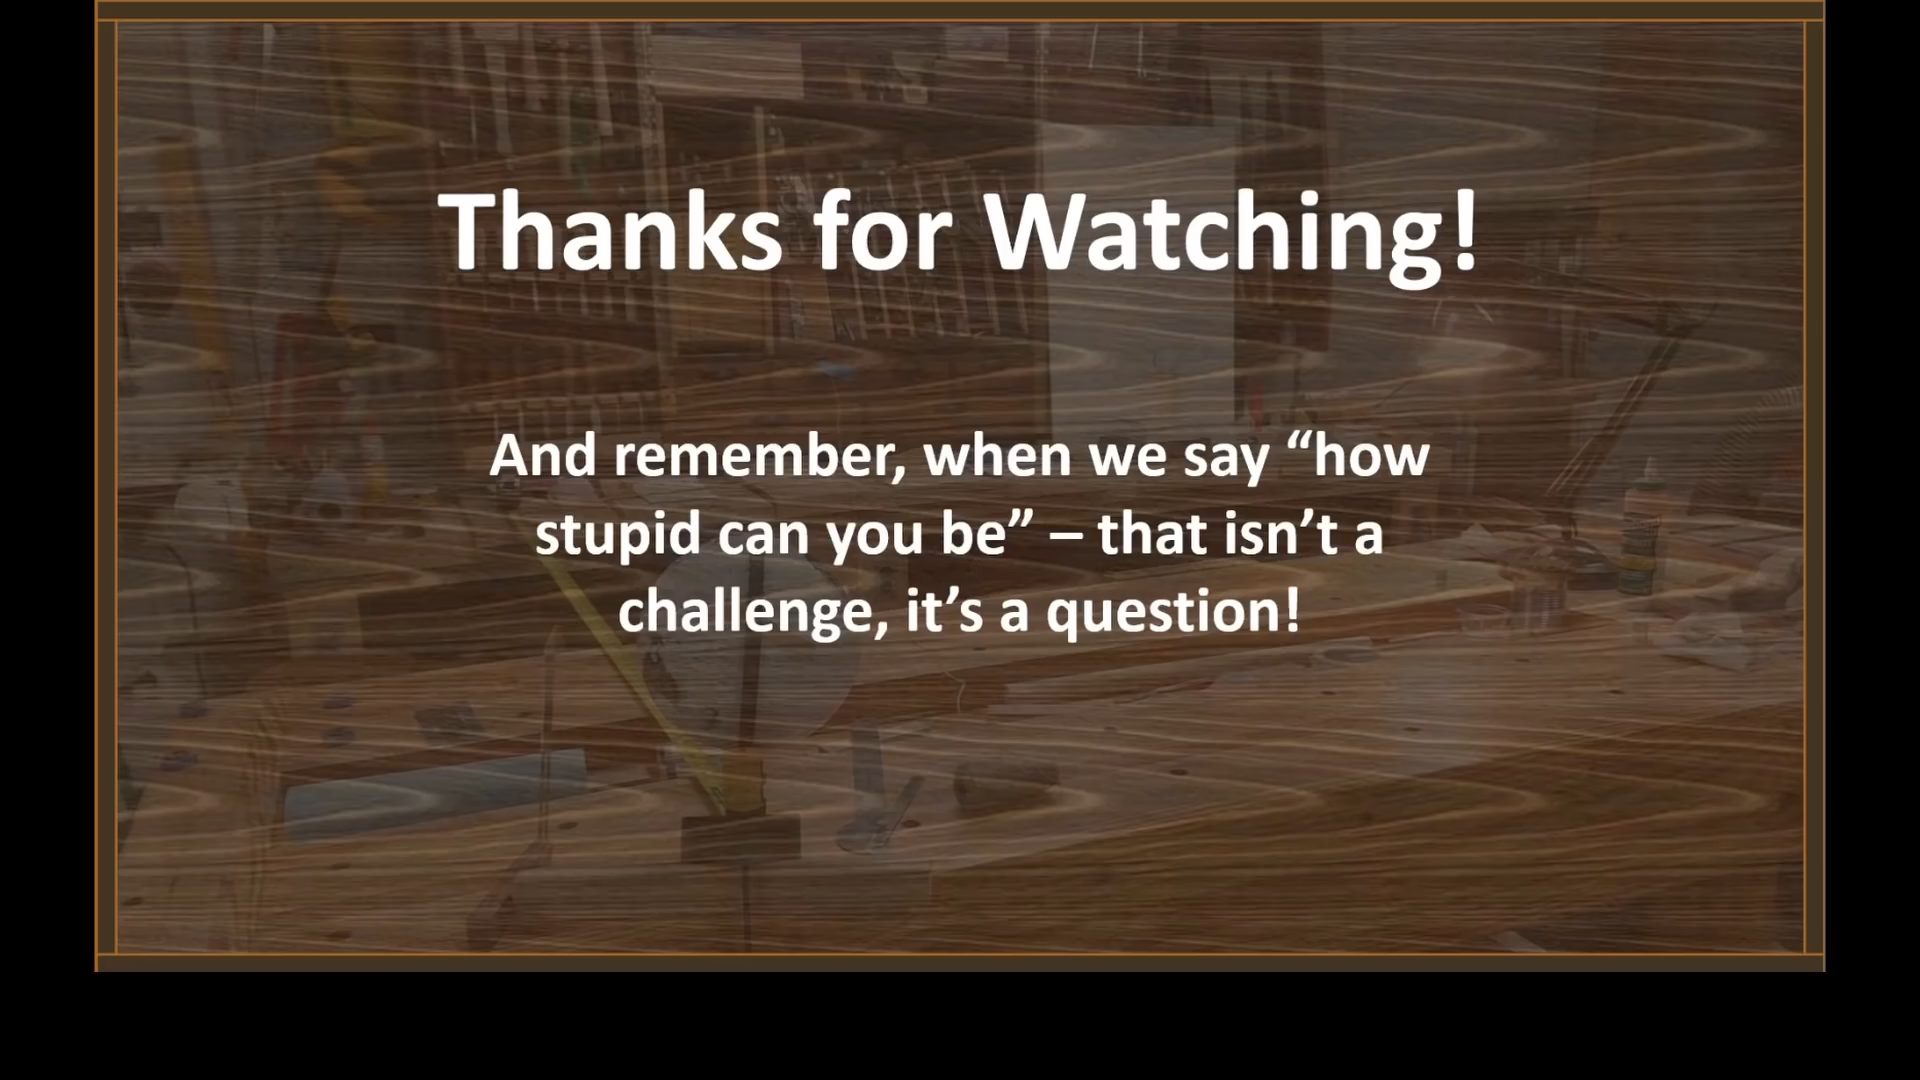 Thanks for Watching!
And remember, when we say “how
stupid can you be” – that isn’t a
challenge, it’s a question!